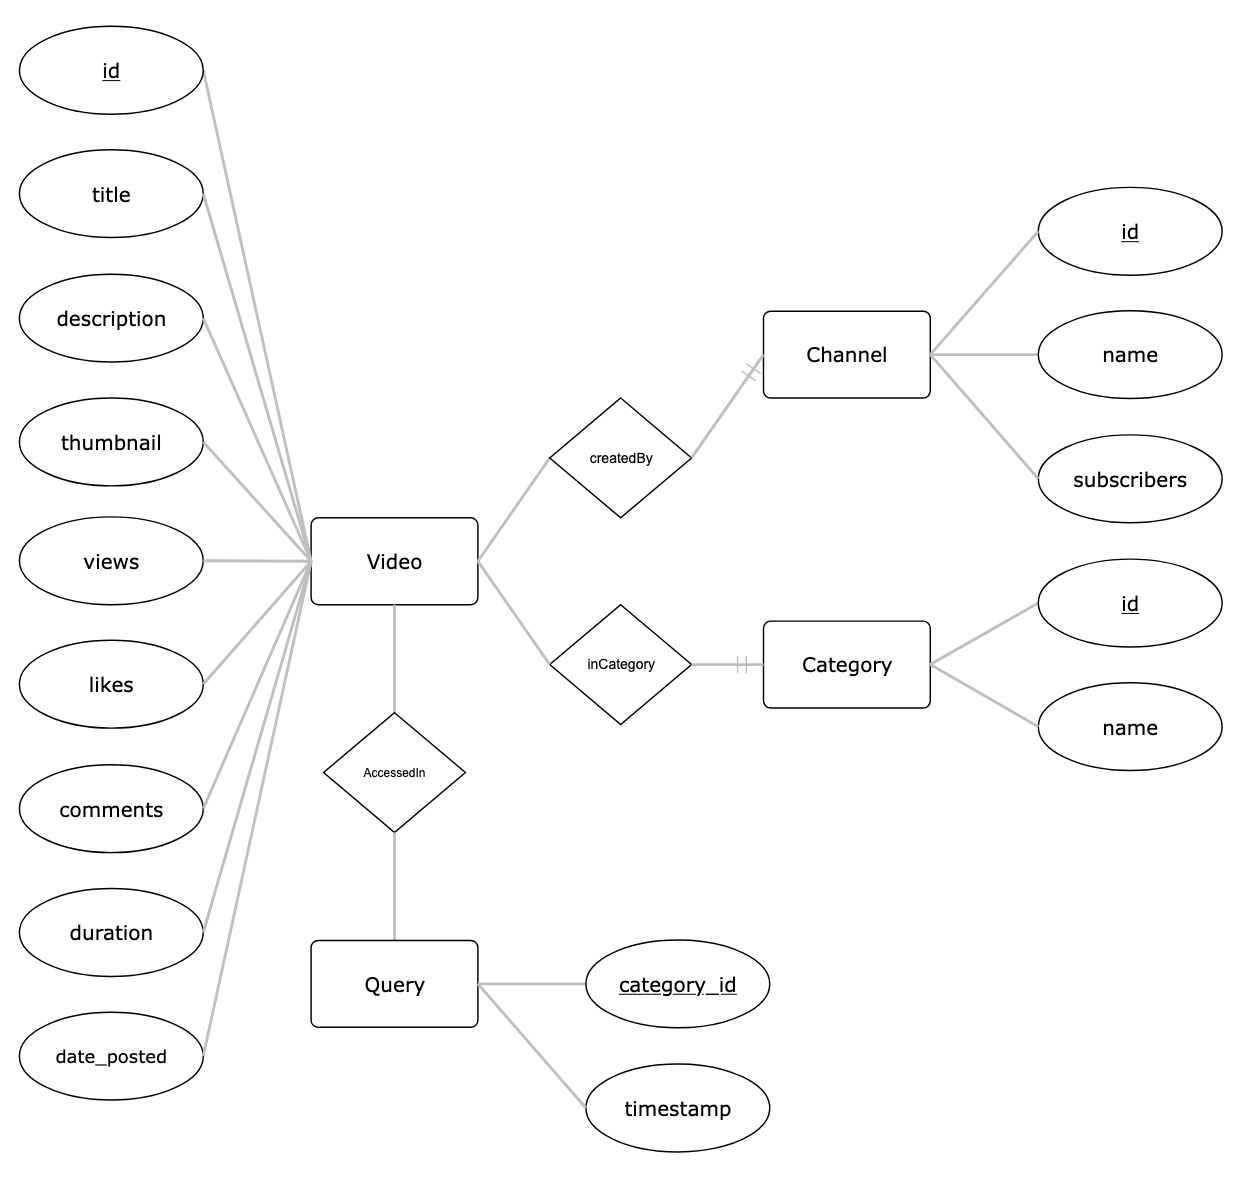 id
title
description
thumbnail
views
likes
comments
duration
date_posted
Video
createdBy
inCategory
AccessedIn
Query
category_id
timestamp
Channel
id
name
subscribers
Category
id
name